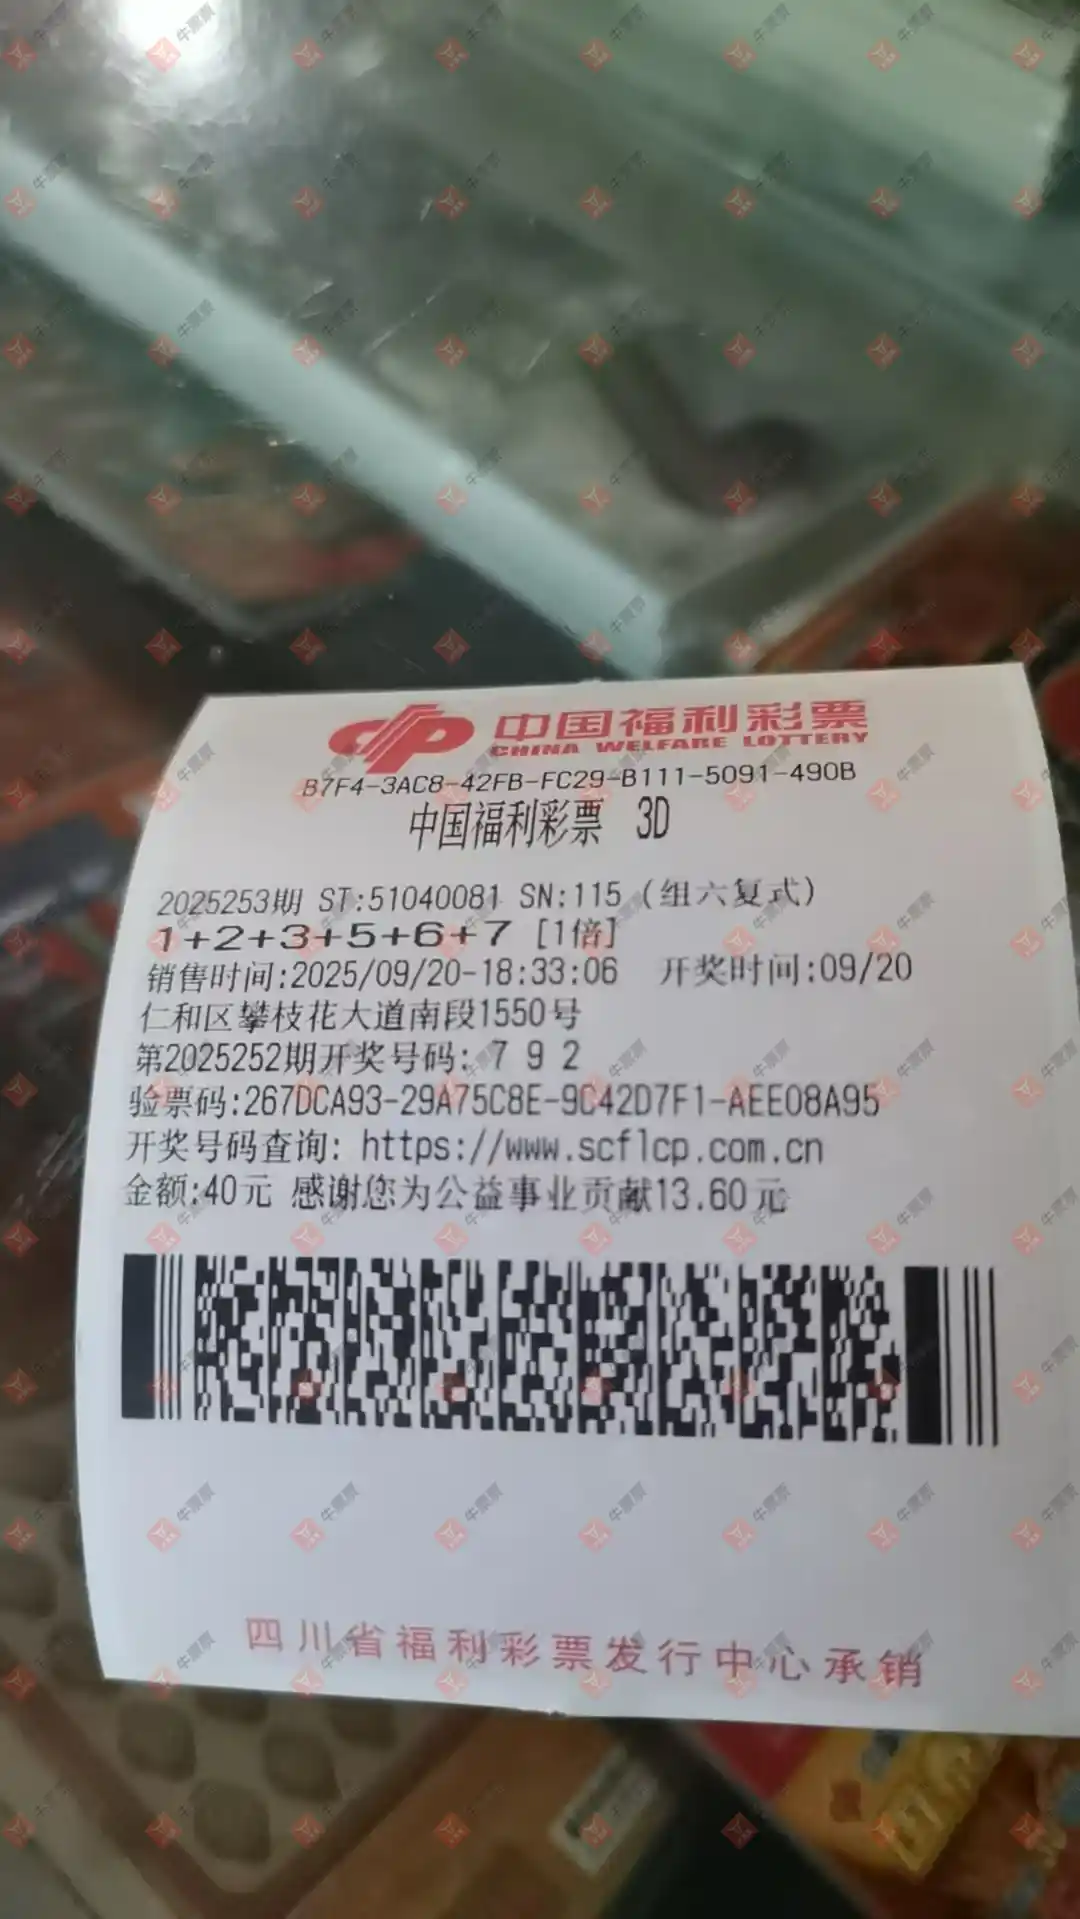 中国福利彩票
CHINA WELFARE LOTTERY
B7F4-3AC8-42FB-FC29-B111-5091-490B
中国福利彩票 3D
2025253期 ST:51040081 SN:115 (组六复式)
1+2+3+5+6+7 [1倍]
销售时间:2025/09/20-18:33:06 开奖时间:09/20
仁和区攀枝花大道南段1550号
第2025252期开奖号码: 7 9 2
验票码:267DCA93-29A75C8E-9C42D7F1-AEE08A95
开奖号码查询: https://www.scflcp.com.cn
金额:40元 感谢您为公益事业贡献13.60元
四川省福利彩票发行中心承销
牛票票